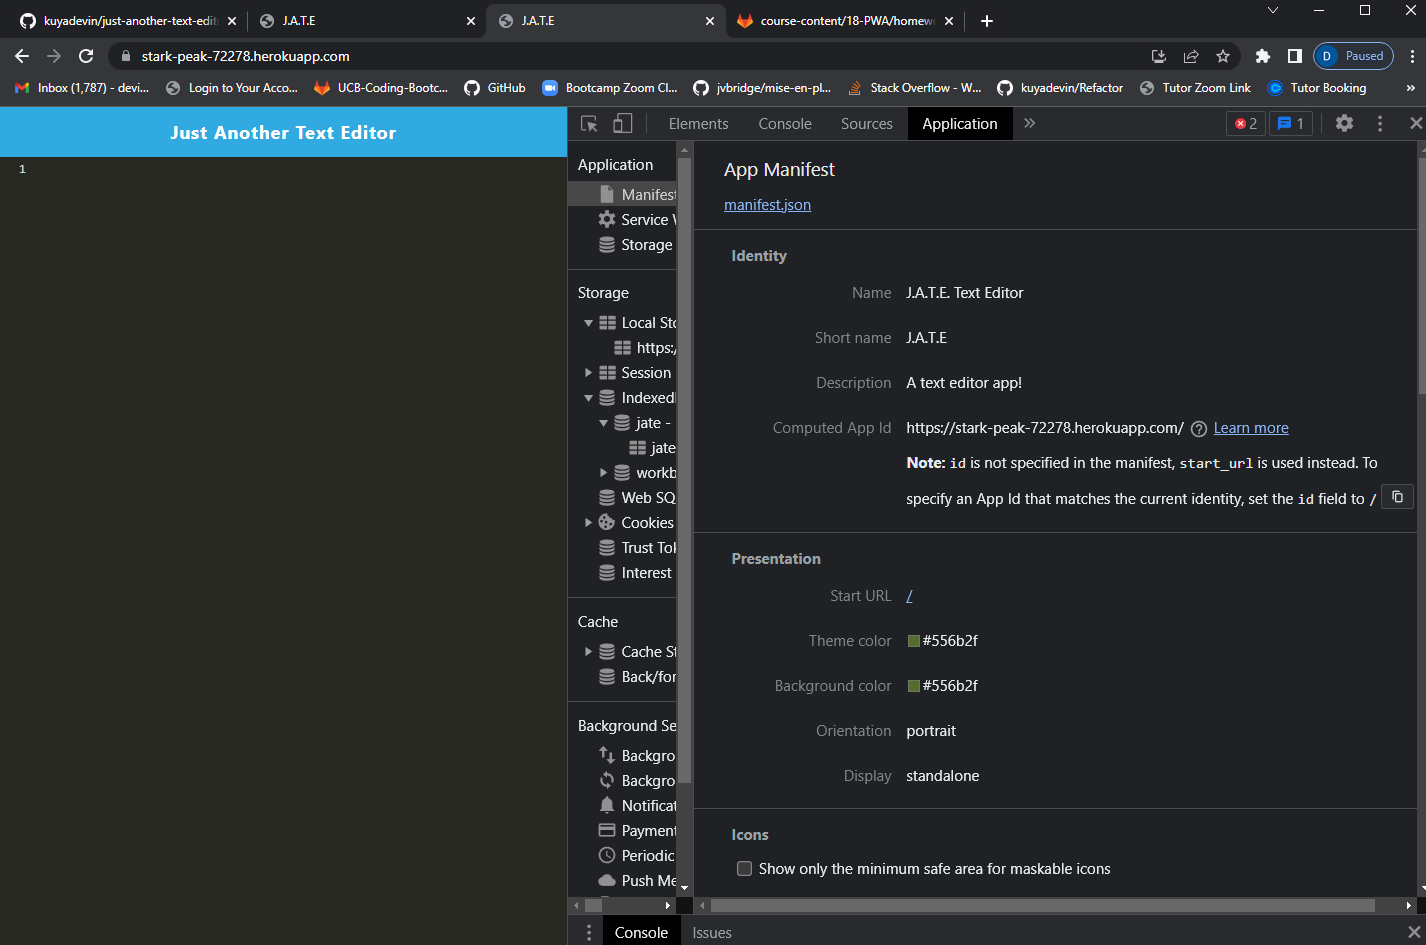 kuyadevin/just-another-text-edit
J.A.T.E
J.A.T.E
course-content/18-PWA/homewo
stark-peak-72278.herokuapp.com
D Paused
Inbox (1,787) - devi...
Login to Your Acco...
UCB-Coding-Bootc...
GitHub
Bootcamp Zoom Cl...
jvbridge/mise-en-pl...
Stack Overflow - W...
kuyadevin/Refactor
Tutor Zoom Link
Tutor Booking
»
Just Another Text Editor
1
Elements
Console
Sources
Application
»
2
1
Application
Manifest
Service W
Storage
Storage
Local Sto
https:/
Session
IndexedD
jate -
jate
workb
Web SQ
Cookies
Trust Tok
Interest
Cache
Cache St
Back/for
Background Se
Backgro
Backgro
Notificat
Payment
Periodic
Push Me
App Manifest
manifest.json
Identity
Name J.A.T.E. Text Editor
Short name J.A.T.E
Description A text editor app!
Computed App Id https://stark-peak-72278.herokuapp.com/ ? Learn more
Note: id is not specified in the manifest, start_url is used instead. To
specify an App Id that matches the current identity, set the id field to /
Presentation
Start URL /
Theme color #556b2f
Background color #556b2f
Orientation portrait
Display standalone
Icons
Show only the minimum safe area for maskable icons
Console
Issues